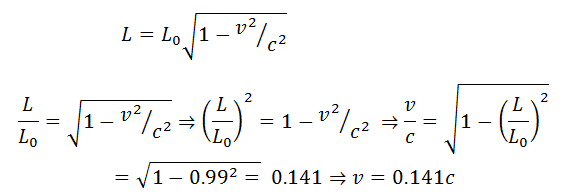 L = L₀√(1 − v²/c²)
L/L₀ = √(1 − v²/c²) ⇒ (L/L₀)² = 1 − v²/c² ⇒ v/c = √(1 − (L/L₀)²)
= √(1 − 0.99² =) 0.141 ⇒ v = 0.141c